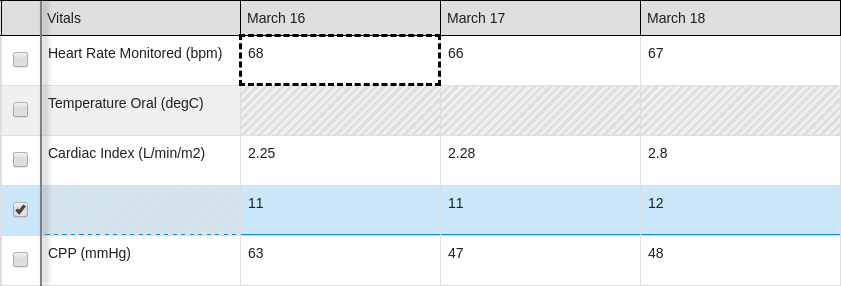 Vitals March 16 March 17 March 18
Heart Rate Monitored (bpm) 68 66 67
Temperature Oral (degC)
Cardiac Index (L/min/m2) 2.25 2.28 2.8
11 11 12
CPP (mmHg) 63 47 48